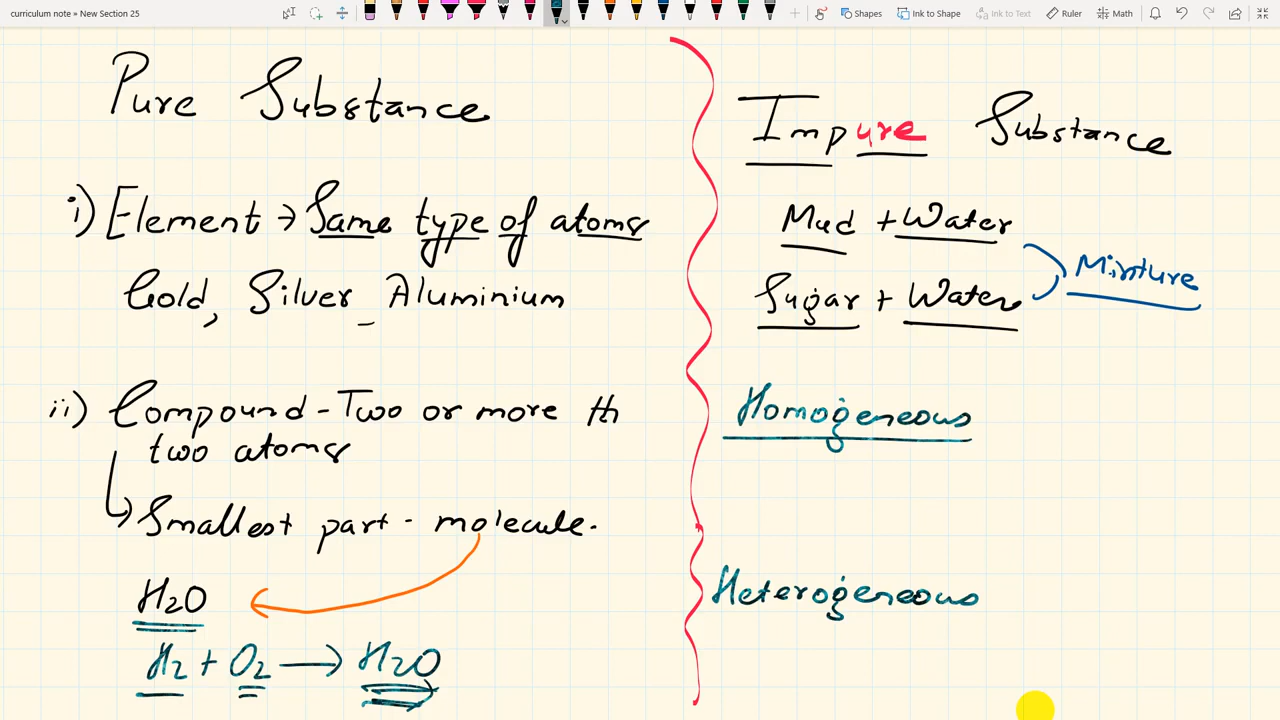 curriculum note » New Section 25
Shapes
Ink to Shape
Ink to Text
Ruler
Math
Pure Substance
i) Element → Same type of atoms
Gold, Silver Aluminium
ii) Compound - Two or more th
two atoms
Smallest part - molecule.
H2O
H2 + O2 → H2O
Impure Substance
Mud + Water
Sugar + Water
Mixture
Homogeneous
Heterogeneous